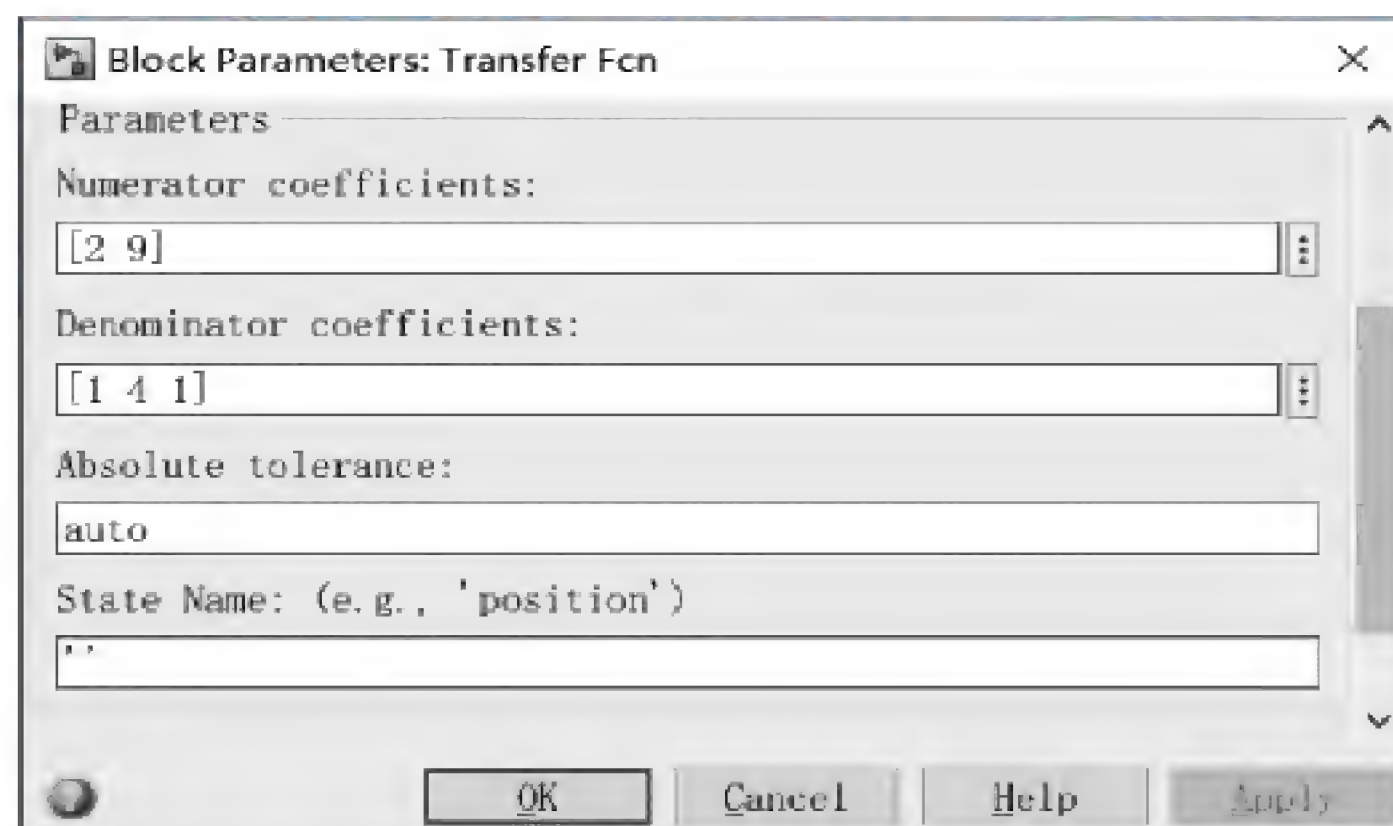 Block Parameters: Transfer Fcn
Parameters
Numerator coefficients:
[2 9]
Denominator coefficients:
[1 4 1]
Absolute tolerance:
auto
State Name: (e.g., 'position')
''
OK Cancel Help Apply